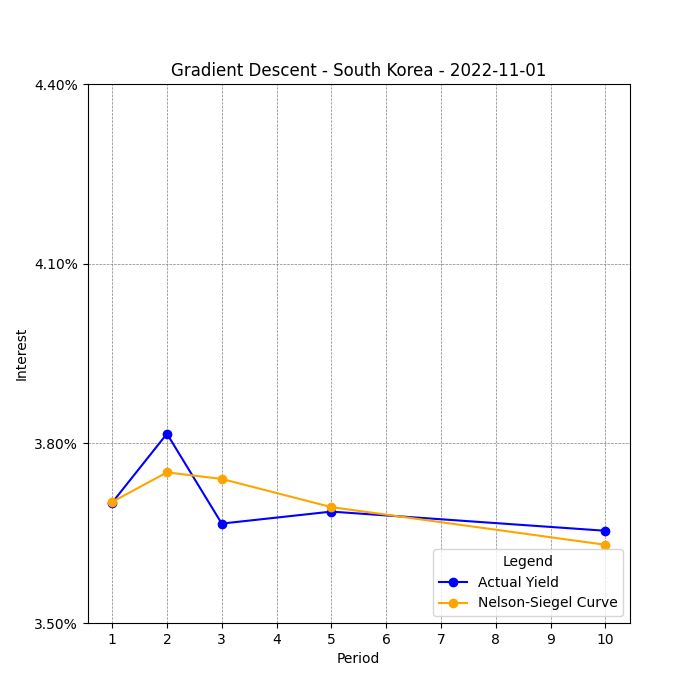 Gradient Descent - South Korea - 2022-11-01
4.40%
4.10%
3.80%
3.50%
Interest
1 2 3 4 5 6 7 8 9 10
Period
Legend
Actual Yield
Nelson-Siegel Curve